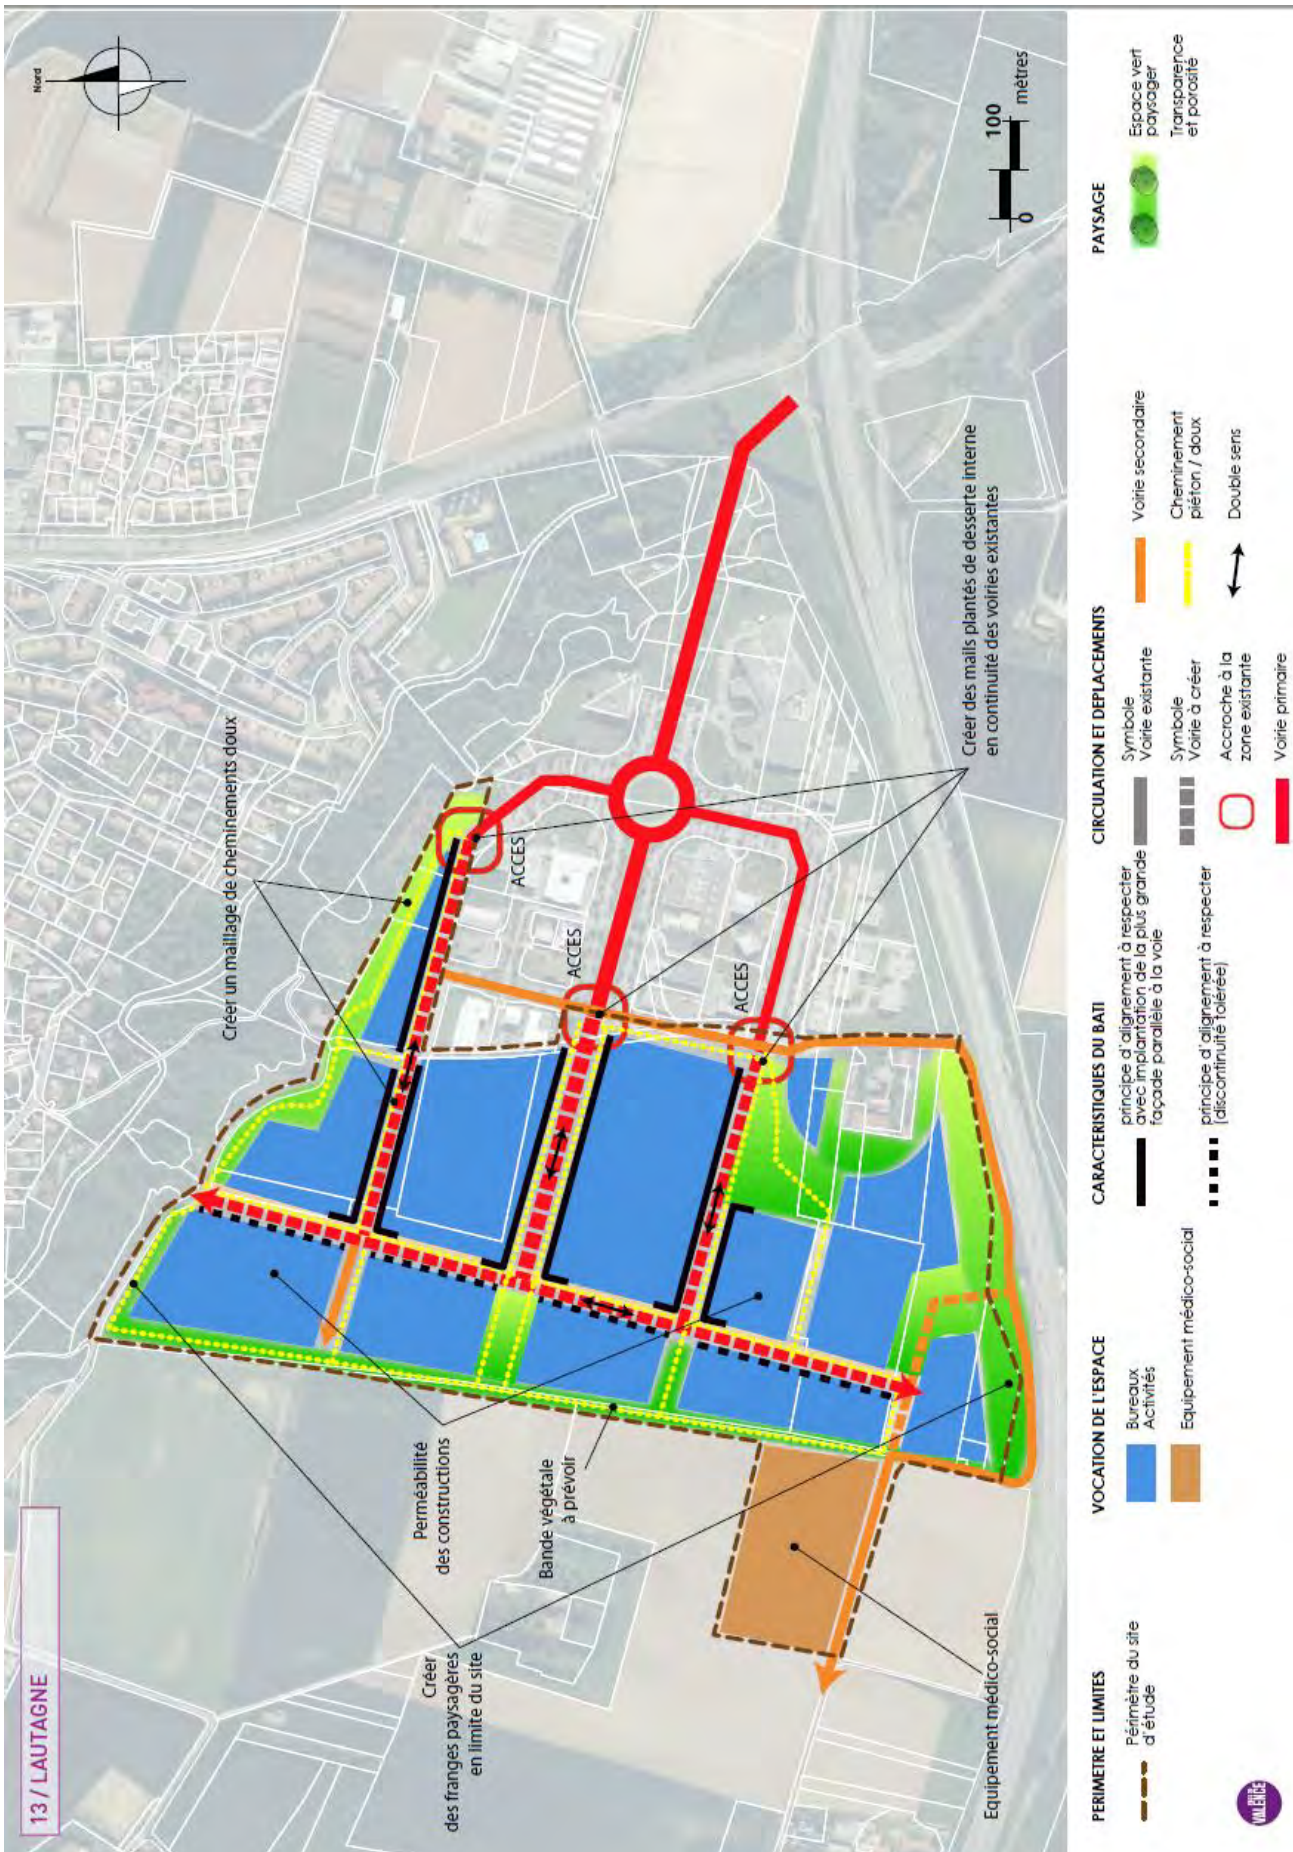 13 / LAUTAGNE
Nord
Créer un maillage de cheminements doux
ACCES
ACCES
ACCES
Créer des mails plantés de desserte interne
en continuité des voiries existantes
Perméabilité
des constructions
Bande végétale
à prévoir
Créer
des franges paysagères
en limite du site
Equipement médico-social
0
100
mètres
PERIMETRE ET LIMITES
Périmètre du site
d'étude
VOCATION DE L'ESPACE
Bureaux
Activités
Equipement médico-social
CARACTERISTIQUES DU BATI
principe d'alignement à respecter
avec implantation de la plus grande
façade parallèle à la voie
principe d'alignement à respecter
(discontinuité tolérée)
CIRCULATION ET DEPLACEMENTS
Symbole
Voirie existante
Symbole
Voirie à créer
Accroche à la
zone existante
Voirie primaire
Voirie secondaire
Cheminement
piéton / doux
Double sens
PAYSAGE
Espace vert
paysager
Transparence
et porosité
VALENCE